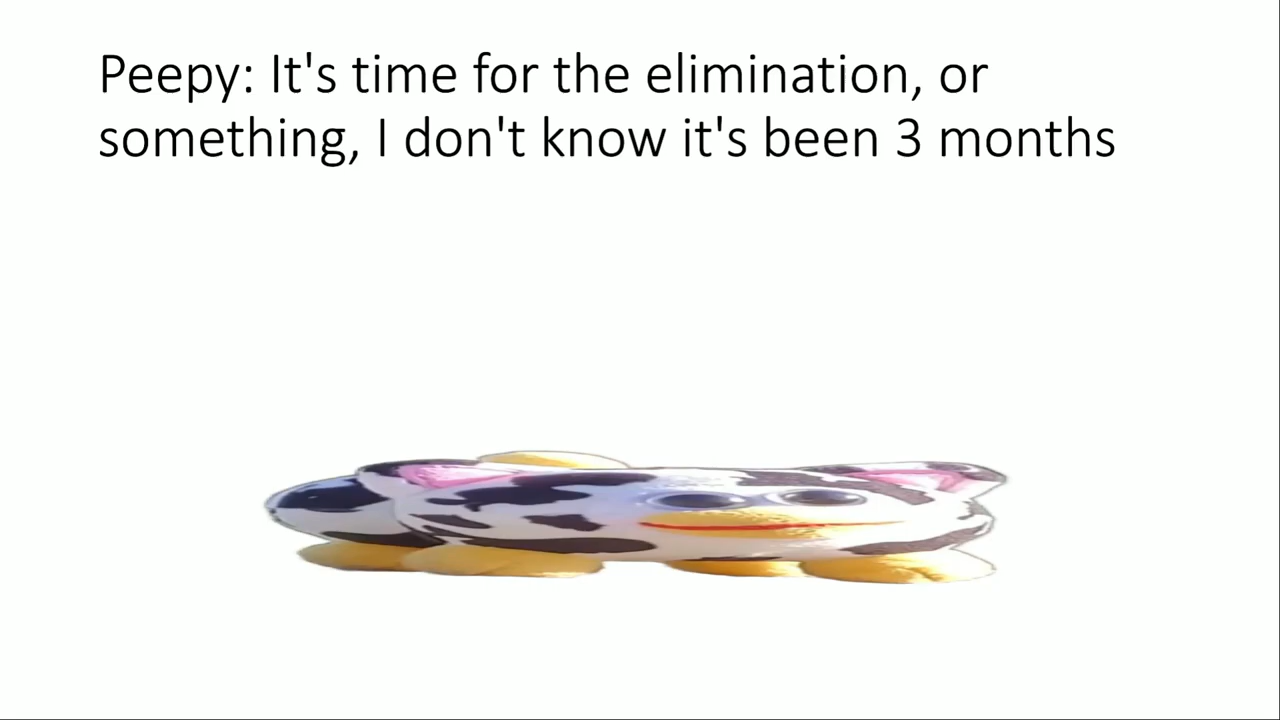 Peepy: It's time for the elimination, or
something, I don't know it's been 3 months